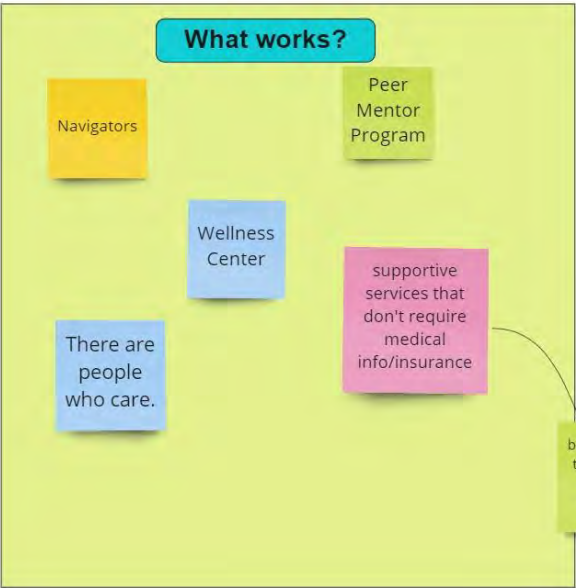 What works?
Navigators
Peer
Mentor
Program
Wellness
Center
supportive
services that
don't require
medical
info/insurance
There are
people
who care.